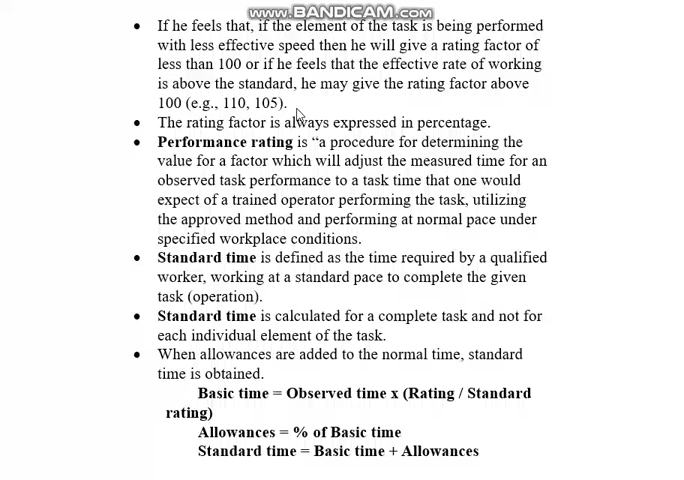 www.BANDICAM.com
• If he feels that, if the element of the task is being performed
with less effective speed then he will give a rating factor of
less than 100 or if he feels that the effective rate of working
is above the standard, he may give the rating factor above
100 (e.g., 110, 105).
• The rating factor is always expressed in percentage.
• Performance rating is “a procedure for determining the
value for a factor which will adjust the measured time for an
observed task performance to a task time that one would
expect of a trained operator performing the task, utilizing
the approved method and performing at normal pace under
specified workplace conditions.
• Standard time is defined as the time required by a qualified
worker, working at a standard pace to complete the given
task (operation).
• Standard time is calculated for a complete task and not for
each individual element of the task.
• When allowances are added to the normal time, standard
time is obtained.
Basic time = Observed time x (Rating / Standard
rating)
Allowances = % of Basic time
Standard time = Basic time + Allowances